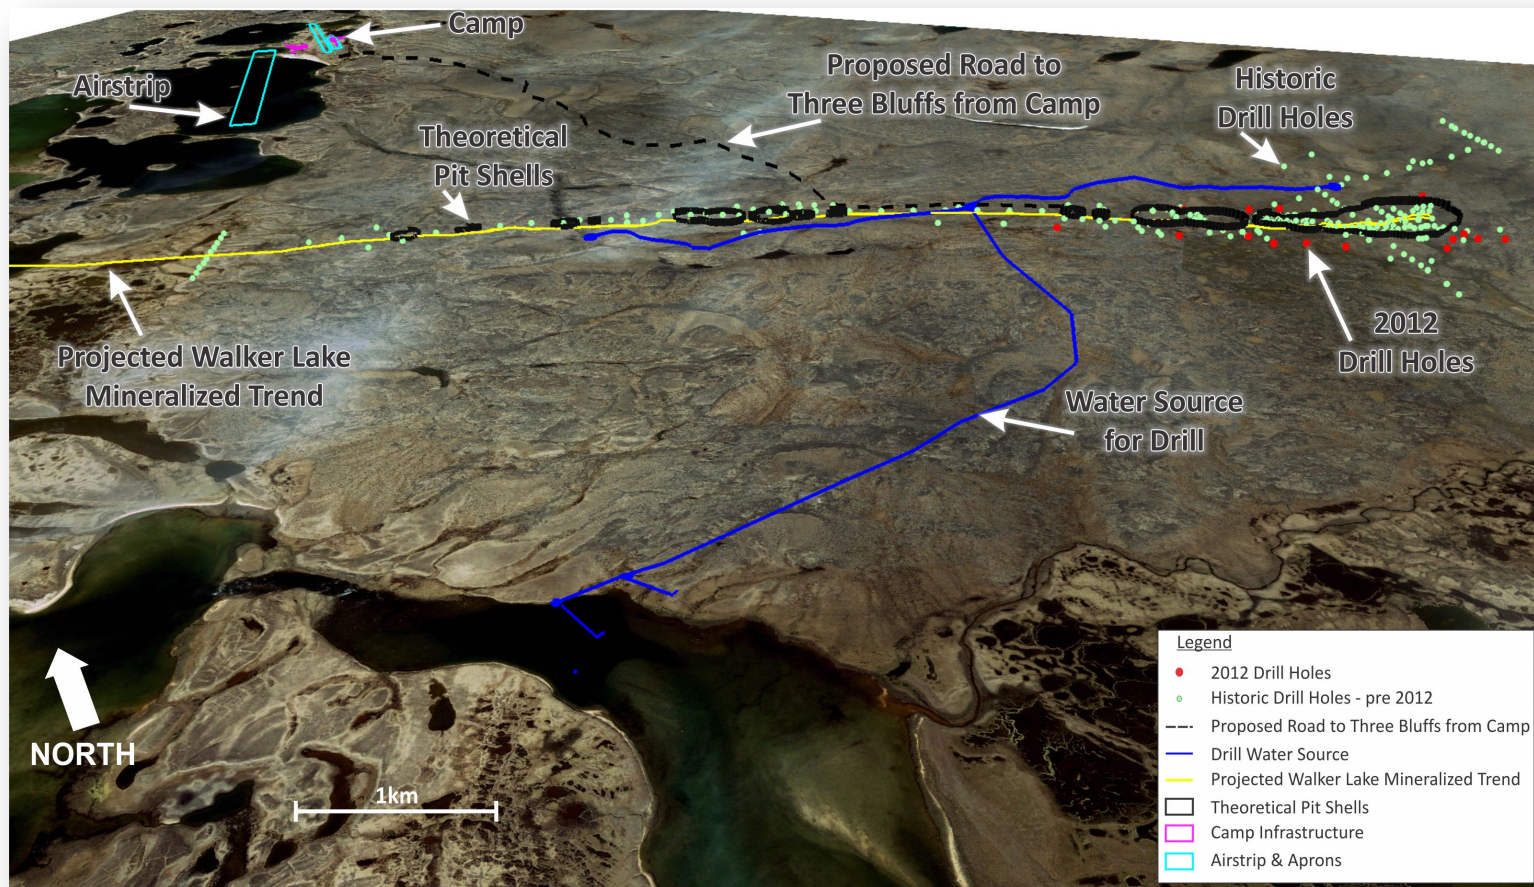 Camp
Airstrip
Proposed Road to
Three Bluffs from Camp
Historic
Drill Holes
Theoretical
Pit Shells
Projected Walker Lake
Mineralized Trend
2012
Drill Holes
Water Source
for Drill
NORTH
1km
Legend
2012 Drill Holes
Historic Drill Holes - pre 2012
Proposed Road to Three Bluffs from Camp
Drill Water Source
Projected Walker Lake Mineralized Trend
Theoretical Pit Shells
Camp Infrastructure
Airstrip & Aprons